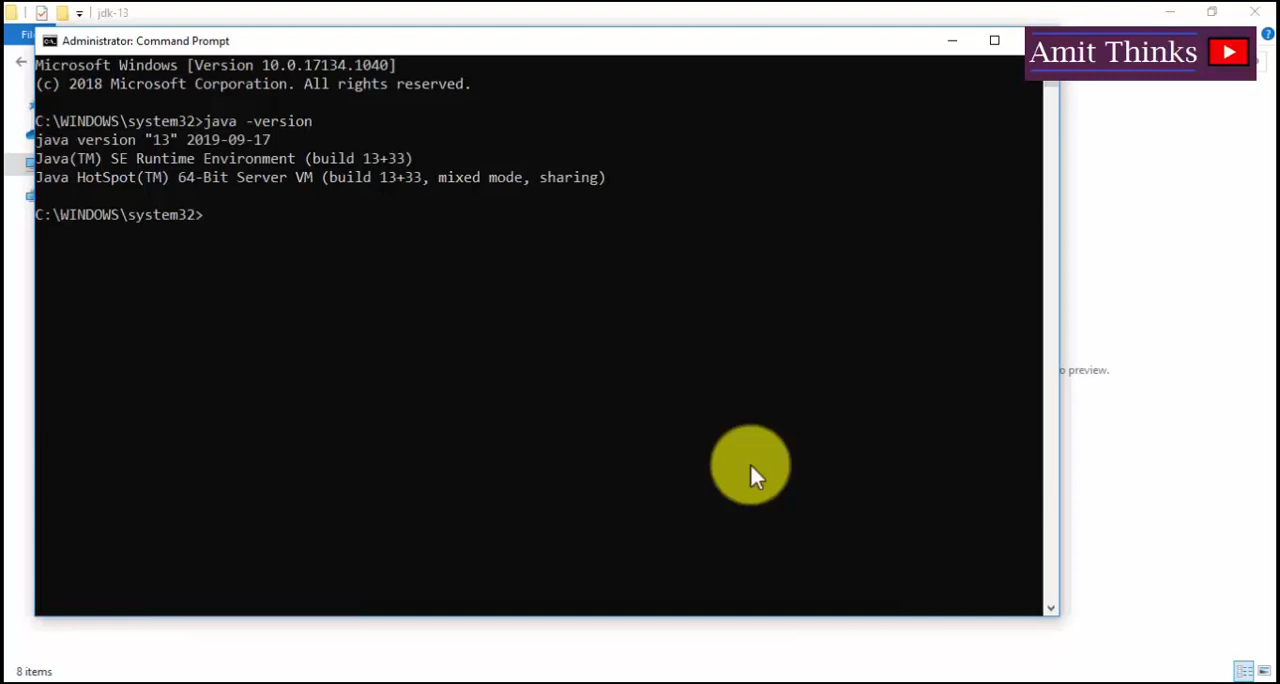 jdk-13
Administrator: Command Prompt
Amit Thinks
Microsoft Windows [Version 10.0.17134.1040]
(c) 2018 Microsoft Corporation. All rights reserved.
C:\WINDOWS\system32>java -version
java version "13" 2019-09-17
Java(TM) SE Runtime Environment (build 13+33)
Java HotSpot(TM) 64-Bit Server VM (build 13+33, mixed mode, sharing)
C:\WINDOWS\system32>
preview.
8 items